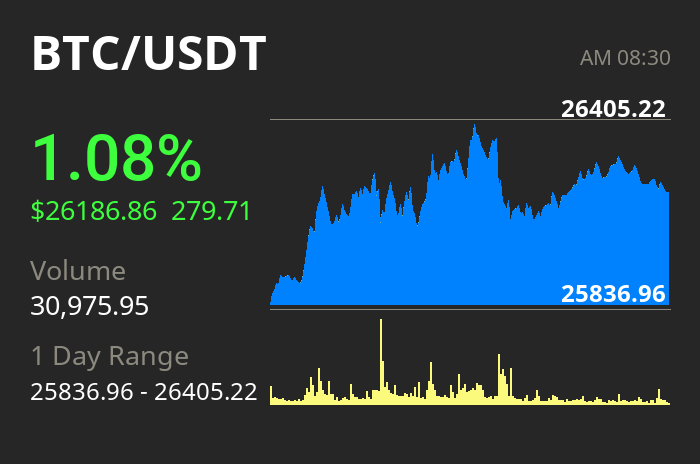 BTC/USDT
AM 08:30
26405.22
1.08%
$26186.86 279.71
Volume
30,975.95
25836.96
1 Day Range
25836.96 - 26405.22